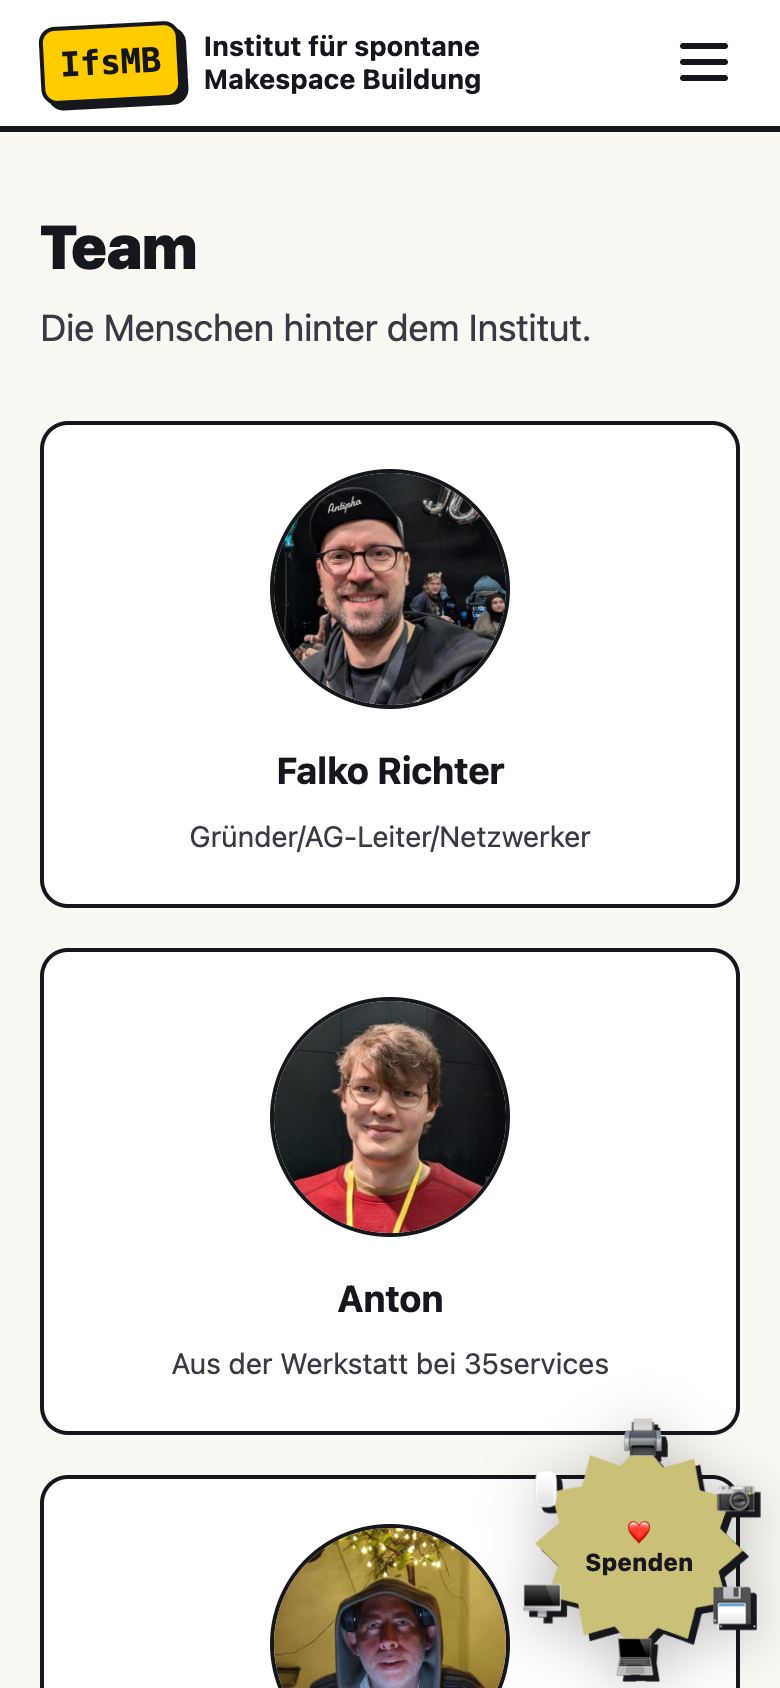 IfsMB
Institut für spontane
Makespace Buildung
Team
Die Menschen hinter dem Institut.
Antipha
Falko Richter
Gründer/AG-Leiter/Netzwerker
Anton
Aus der Werkstatt bei 35services
Spenden